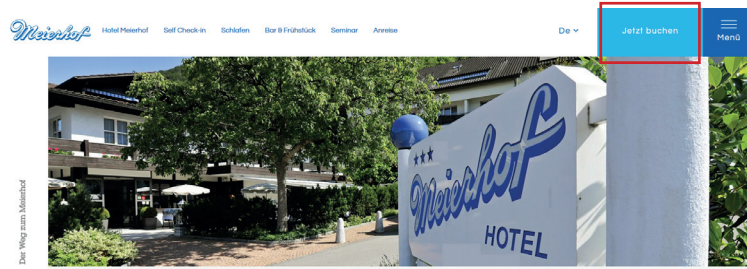 Meierhof
Hotel Meierhof
Self Check-in
Schlafen
Bar & Frühstück
Seminar
Anreise
De
Jetzt buchen
Menü
Der Weg zum Meierhof
Meierhof
HOTEL